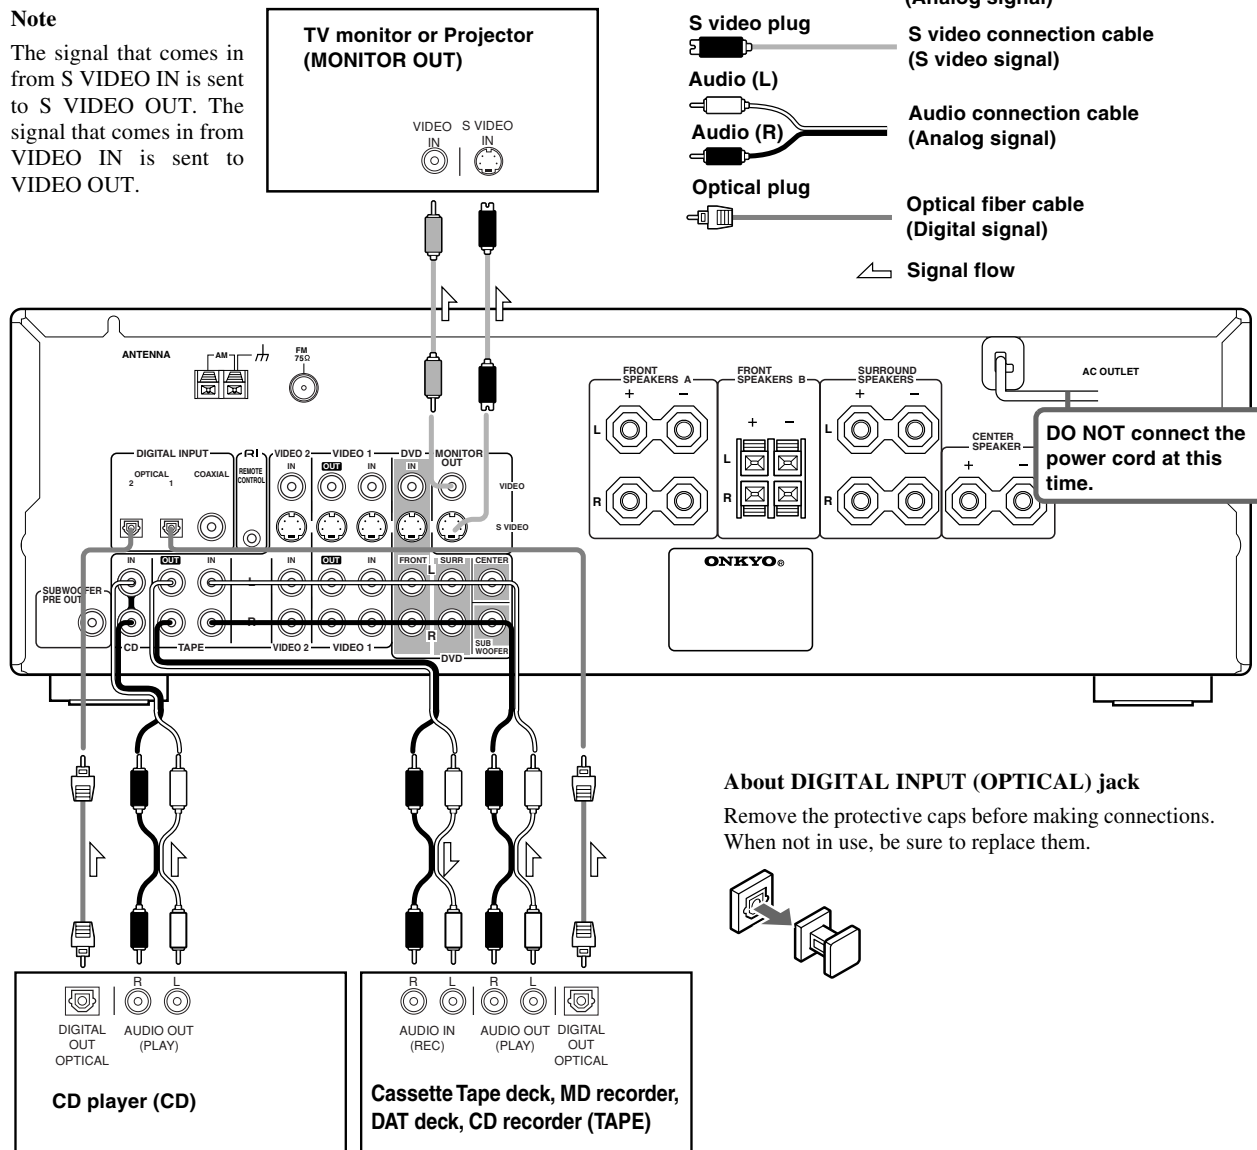 Note
The signal that comes in
from S VIDEO IN is sent
to S VIDEO OUT. The
signal that comes in from
VIDEO IN is sent to
VIDEO OUT.
TV monitor or Projector
(MONITOR OUT)
VIDEO IN
S VIDEO IN
(Analog signal)
S video plug
S video connection cable
(S video signal)
Audio (L)
Audio (R)
Audio connection cable
(Analog signal)
Optical plug
Optical fiber cable
(Digital signal)
Signal flow
ANTENNA
AM
FM
75Ω
FRONT
SPEAKERS A
+ −
L
R
FRONT
SPEAKERS B
+ −
L
R
SURROUND
SPEAKERS
+ −
L
R
CENTER
SPEAKER
+ −
AC OUTLET
DO NOT connect the
power cord at this
time.
DIGITAL INPUT
OPTICAL
2 1
COAXIAL
RI
REMOTE
CONTROL
VIDEO 2
IN
VIDEO 1
OUT IN
DVD
IN
MONITOR
OUT
VIDEO
S VIDEO
IN OUT IN IN OUT IN FRONT SURR CENTER
L L
SUBWOOFER
PRE OUT
R R
CD TAPE VIDEO 2 VIDEO 1 DVD
SUB
WOOFER
ONKYO®
About DIGITAL INPUT (OPTICAL) jack
Remove the protective caps before making connections.
When not in use, be sure to replace them.
R L
DIGITAL
OUT
OPTICAL
AUDIO OUT
(PLAY)
CD player (CD)
R L R L
AUDIO IN
(REC)
AUDIO OUT
(PLAY)
DIGITAL
OUT
OPTICAL
Cassette Tape deck, MD recorder,
DAT deck, CD recorder (TAPE)